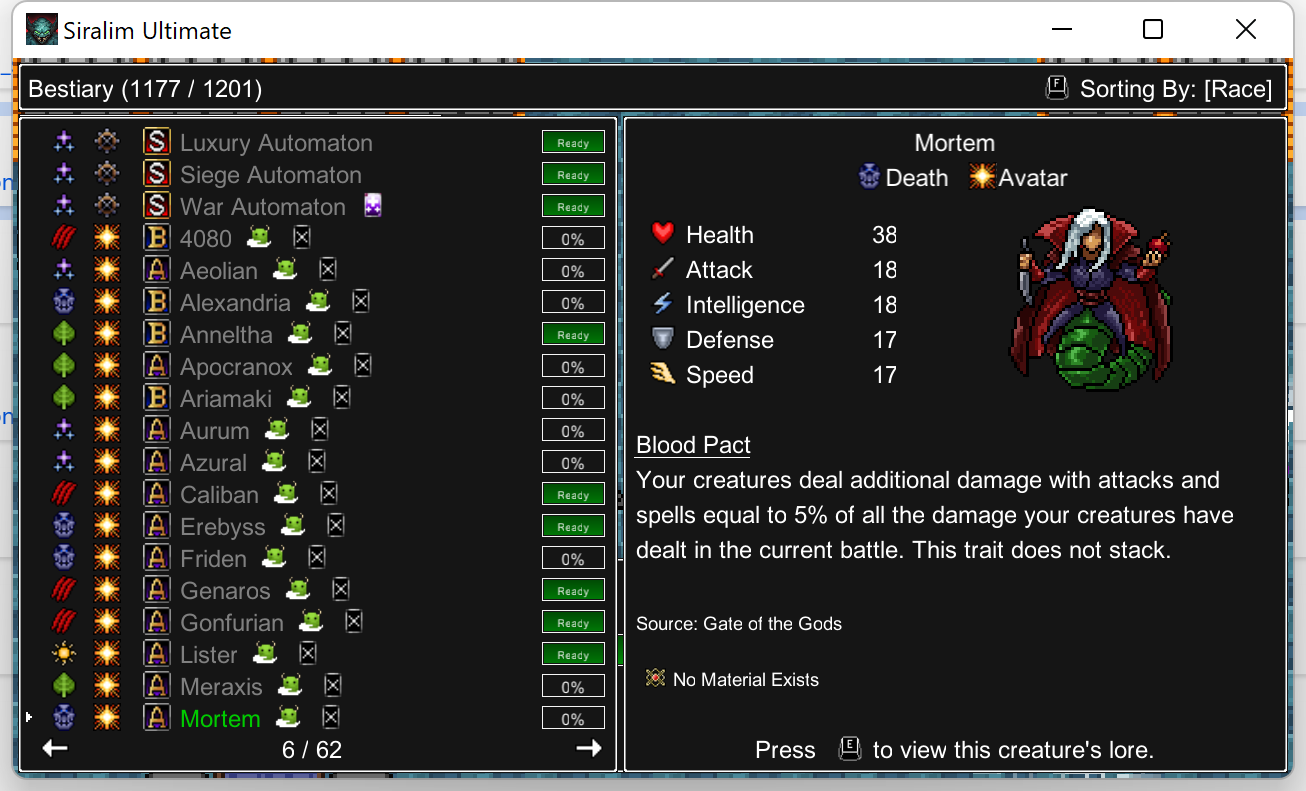 Siralim Ultimate
Bestiary (1177 / 1201)
F Sorting By: [Race]
S Luxury Automaton Ready
S Siege Automaton Ready
S War Automaton Ready
B 4080 0%
A Aeolian 0%
B Alexandria 0%
B Anneltha Ready
A Apocranox 0%
B Ariamaki 0%
A Aurum 0%
A Azural 0%
A Caliban Ready
A Erebyss Ready
A Friden 0%
A Genaros Ready
A Gonfurian Ready
A Lister Ready
A Meraxis 0%
A Mortem 0%
6 / 62
Mortem
Death Avatar
Health 38
Attack 18
Intelligence 18
Defense 17
Speed 17
Blood Pact
Your creatures deal additional damage with attacks and
spells equal to 5% of all the damage your creatures have
dealt in the current battle. This trait does not stack.
Source: Gate of the Gods
No Material Exists
Press E to view this creature's lore.